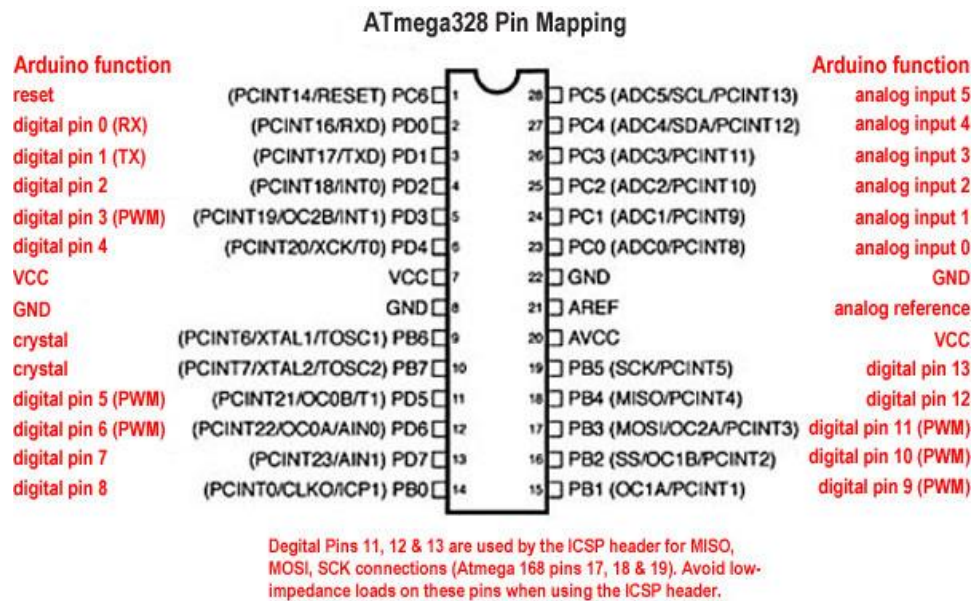 ATmega328 Pin Mapping
Arduino function Arduino function
reset (PCINT14/RESET) PC6 1 28 PC5 (ADC5/SCL/PCINT13) analog input 5
digital pin 0 (RX) (PCINT16/RXD) PD0 2 27 PC4 (ADC4/SDA/PCINT12) analog input 4
digital pin 1 (TX) (PCINT17/TXD) PD1 3 26 PC3 (ADC3/PCINT11) analog input 3
digital pin 2 (PCINT18/INT0) PD2 4 25 PC2 (ADC2/PCINT10) analog input 2
digital pin 3 (PWM) (PCINT19/OC2B/INT1) PD3 5 24 PC1 (ADC1/PCINT9) analog input 1
digital pin 4 (PCINT20/XCK/T0) PD4 6 23 PC0 (ADC0/PCINT8) analog input 0
VCC VCC 7 22 GND GND
GND GND 8 21 AREF analog reference
crystal (PCINT6/XTAL1/TOSC1) PB6 9 20 AVCC VCC
crystal (PCINT7/XTAL2/TOSC2) PB7 10 19 PB5 (SCK/PCINT5) digital pin 13
digital pin 5 (PWM) (PCINT21/OC0B/T1) PD5 11 18 PB4 (MISO/PCINT4) digital pin 12
digital pin 6 (PWM) (PCINT22/OC0A/AIN0) PD6 12 17 PB3 (MOSI/OC2A/PCINT3) digital pin 11 (PWM)
digital pin 7 (PCINT23/AIN1) PD7 13 16 PB2 (SS/OC1B/PCINT2) digital pin 10 (PWM)
digital pin 8 (PCINT0/CLKO/ICP1) PB0 14 15 PB1 (OC1A/PCINT1) digital pin 9 (PWM)
Degital Pins 11, 12 & 13 are used by the ICSP header for MISO,
MOSI, SCK connections (Atmega 168 pins 17, 18 & 19). Avoid low-
impedance loads on these pins when using the ICSP header.